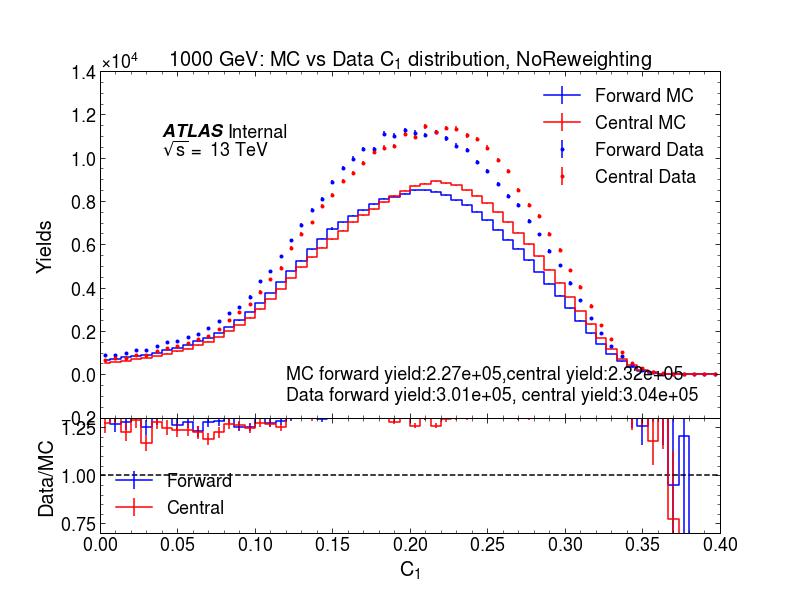 ×10⁴
1000 GeV: MC vs Data C₁ distribution, NoReweighting
1.4
1.2
1.0
0.8
0.6
0.4
0.2
0.0
0.2
Yields
ATLAS Internal
√s = 13 TeV
Forward MC
Central MC
Forward Data
Central Data
MC forward yield:2.27e+05,central yield:2.32e+05
Data forward yield:3.01e+05, central yield:3.04e+05
1.25
1.00
0.75
Data/MC
Forward
Central
0.00 0.05 0.10 0.15 0.20 0.25 0.30 0.35 0.40
C₁